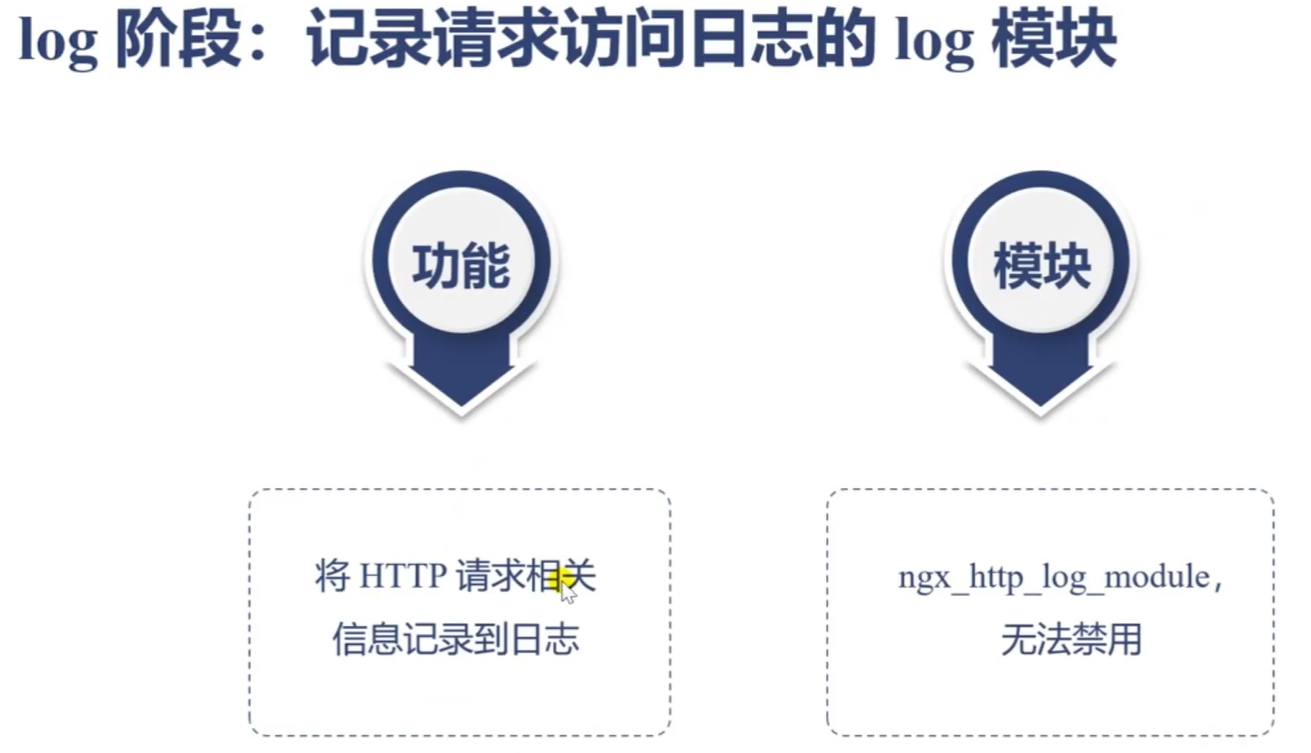 log 阶段：记录请求访问日志的 log 模块
功能
模块
将 HTTP 请求相关
信息记录到日志
ngx_http_log_module，
无法禁用